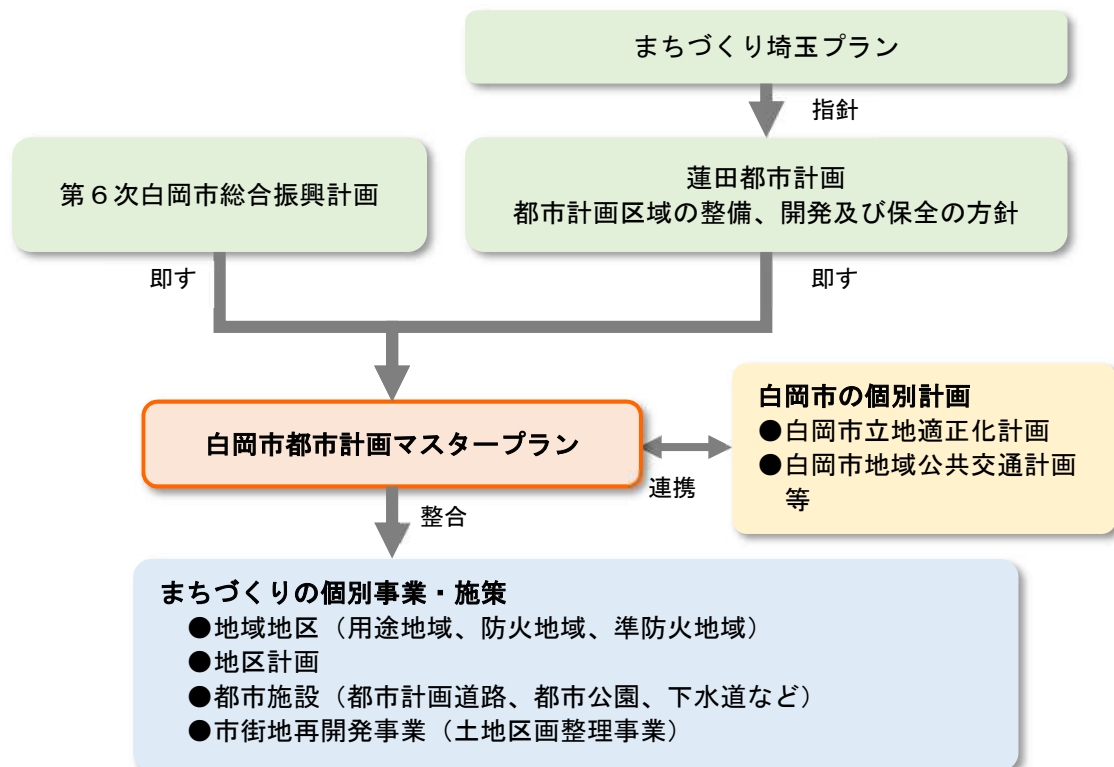 まちづくり埼玉プラン
指針
第6次白岡市総合振興計画
蓮田都市計画
都市計画区域の整備、開発及び保全の方針
即す
即す
白岡市都市計画マスタープラン
連携
白岡市の個別計画
●白岡市立地適正化計画
●白岡市地域公共交通計画
等
整合
まちづくりの個別事業・施策
●地域地区（用途地域、防火地域、準防火地域）
●地区計画
●都市施設（都市計画道路、都市公園、下水道など）
●市街地再開発事業（土地区画整理事業）